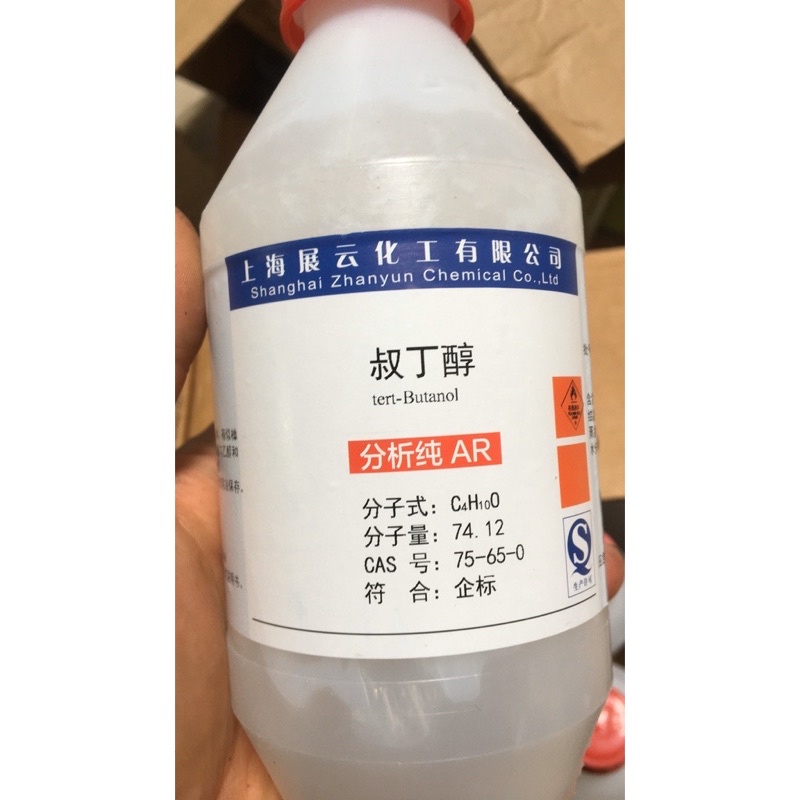 上海展云化工有限公司
Shanghai Zhanyun Chemical Co.,Ltd
叔丁醇
tert-Butanol
分析纯 AR
分子式: C₄H₁₀O
分子量: 74.12
CAS 号: 75-65-0
符 合: 企标